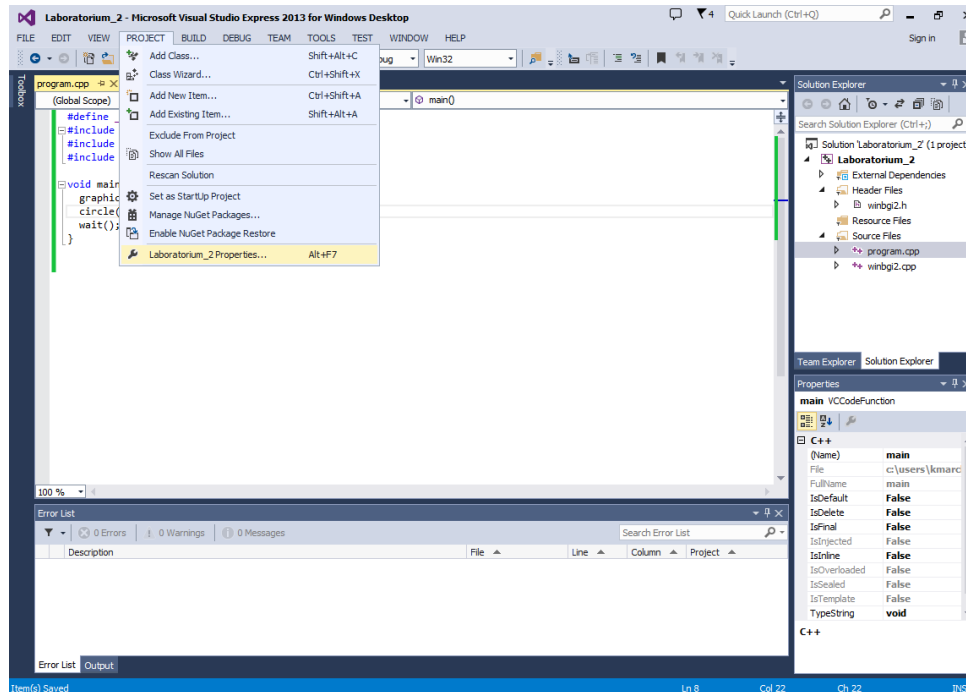 Laboratorium_2 - Microsoft Visual Studio Express 2013 for Windows Desktop
4
Quick Launch (Ctrl+Q)
FILE EDIT VIEW PROJECT BUILD DEBUG TEAM TOOLS TEST WINDOW HELP
Sign in
Win32
Toolbox
program.cpp
(Global Scope)
main()
#define _
#include
#include
#include
void main
graphic
circle(
wait();
}
Add Class... Shift+Alt+C
Class Wizard... Ctrl+Shift+X
Add New Item... Ctrl+Shift+A
Add Existing Item... Shift+Alt+A
Exclude From Project
Show All Files
Rescan Solution
Set as StartUp Project
Manage NuGet Packages...
Enable NuGet Package Restore
Laboratorium_2 Properties... Alt+F7
100 %
Solution Explorer
Search Solution Explorer (Ctrl+;)
Solution 'Laboratorium_2' (1 project
Laboratorium_2
External Dependencies
Header Files
winbgi2.h
Resource Files
Source Files
program.cpp
winbgi2.cpp
Team Explorer Solution Explorer
Properties
main VCCodeFunction
C++
(Name) main
File c:\users\kmarc
FullName main
IsDefault False
IsDelete False
IsFinal False
IsInjected False
IsInline False
IsOverloaded False
IsSealed False
IsTemplate False
TypeString void
C++
Error List
0 Errors 0 Warnings 0 Messages
Search Error List
Description File Line Column Project
Error List Output
Item(s) Saved
Ln 8 Col 22 Ch 22 INS